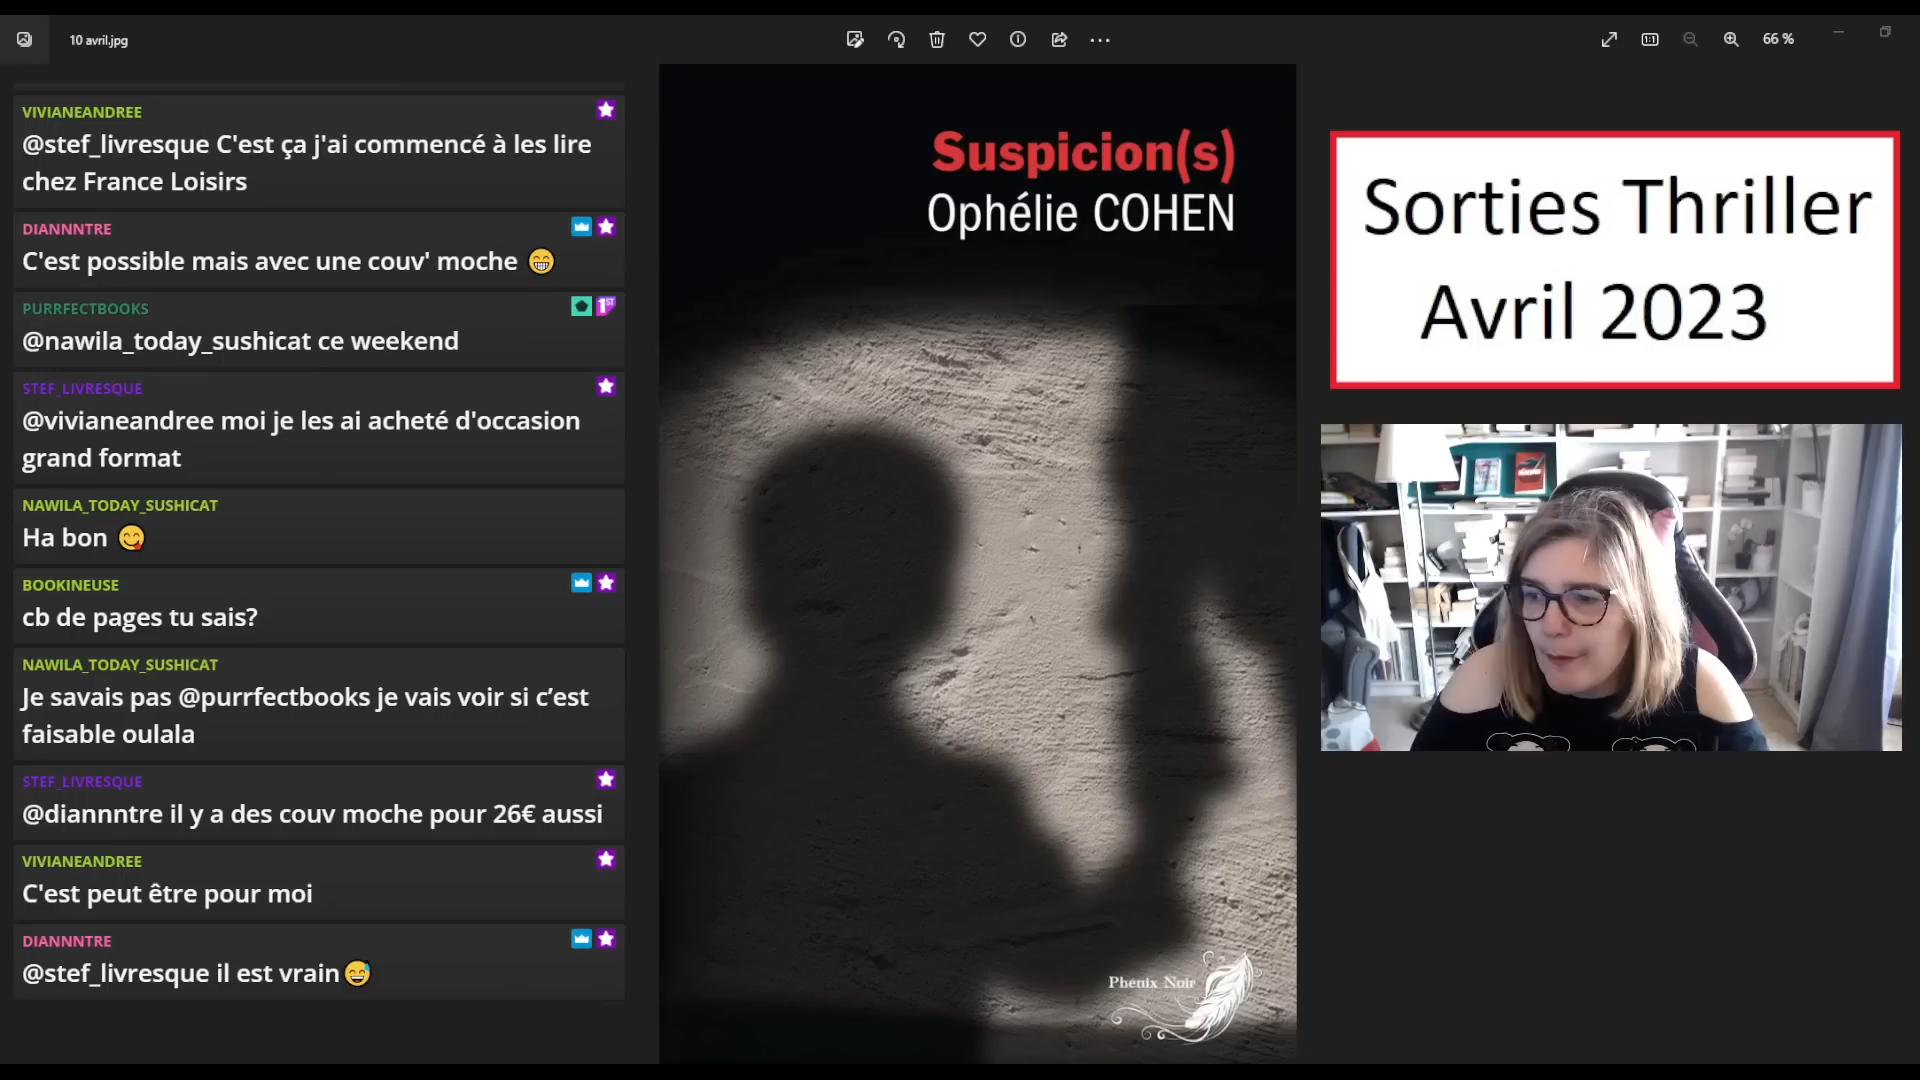 10 avril.jpg
66 %
VIVIANEANDREE
@stef_livresque C'est ça j'ai commencé à les lire
chez France Loisirs
DIANNNTRE
C'est possible mais avec une couv' moche 😁
PURRFECTBOOKS
1ST
@nawila_today_sushicat ce weekend
STEF_LIVRESQUE
@vivianeandree moi je les ai acheté d'occasion
grand format
NAWILA_TODAY_SUSHICAT
Ha bon 😋
BOOKINEUSE
cb de pages tu sais?
NAWILA_TODAY_SUSHICAT
Je savais pas @purrfectbooks je vais voir si c’est
faisable oulala
STEF_LIVRESQUE
@diannntre il y a des couv moche pour 26€ aussi
VIVIANEANDREE
C'est peut être pour moi
DIANNNTRE
@stef_livresque il est vrain😅
Suspicion(s)
Ophélie COHEN
Phénix Noir
Sorties Thriller
Avril 2023